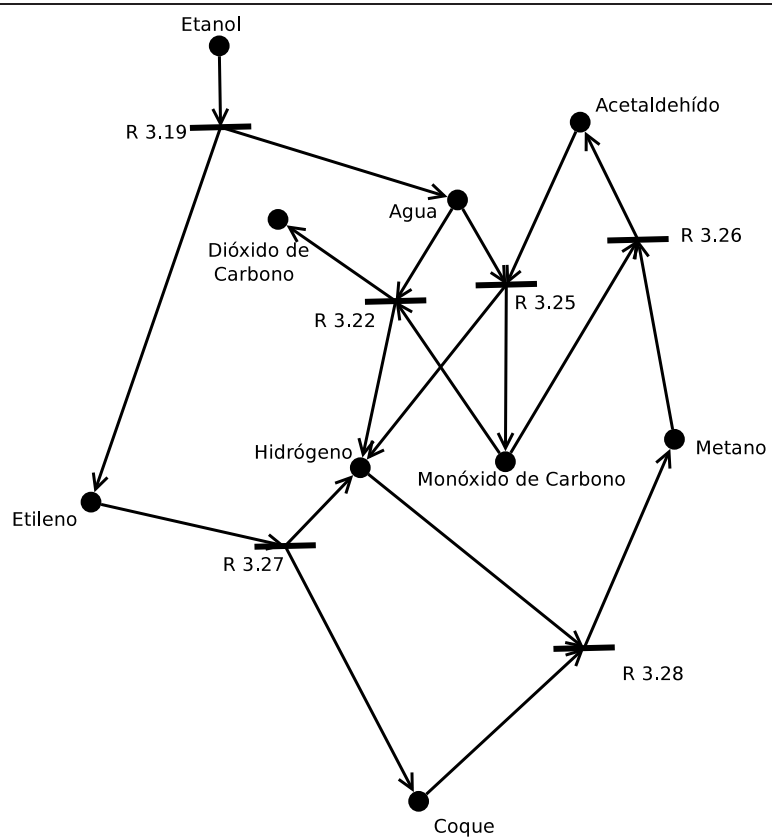 Etanol
R 3.19
Acetaldehído
Agua
Dióxido de
Carbono
R 3.26
R 3.22
R 3.25
Hidrógeno
Monóxido de Carbono
Metano
Etileno
R 3.27
R 3.28
Coque